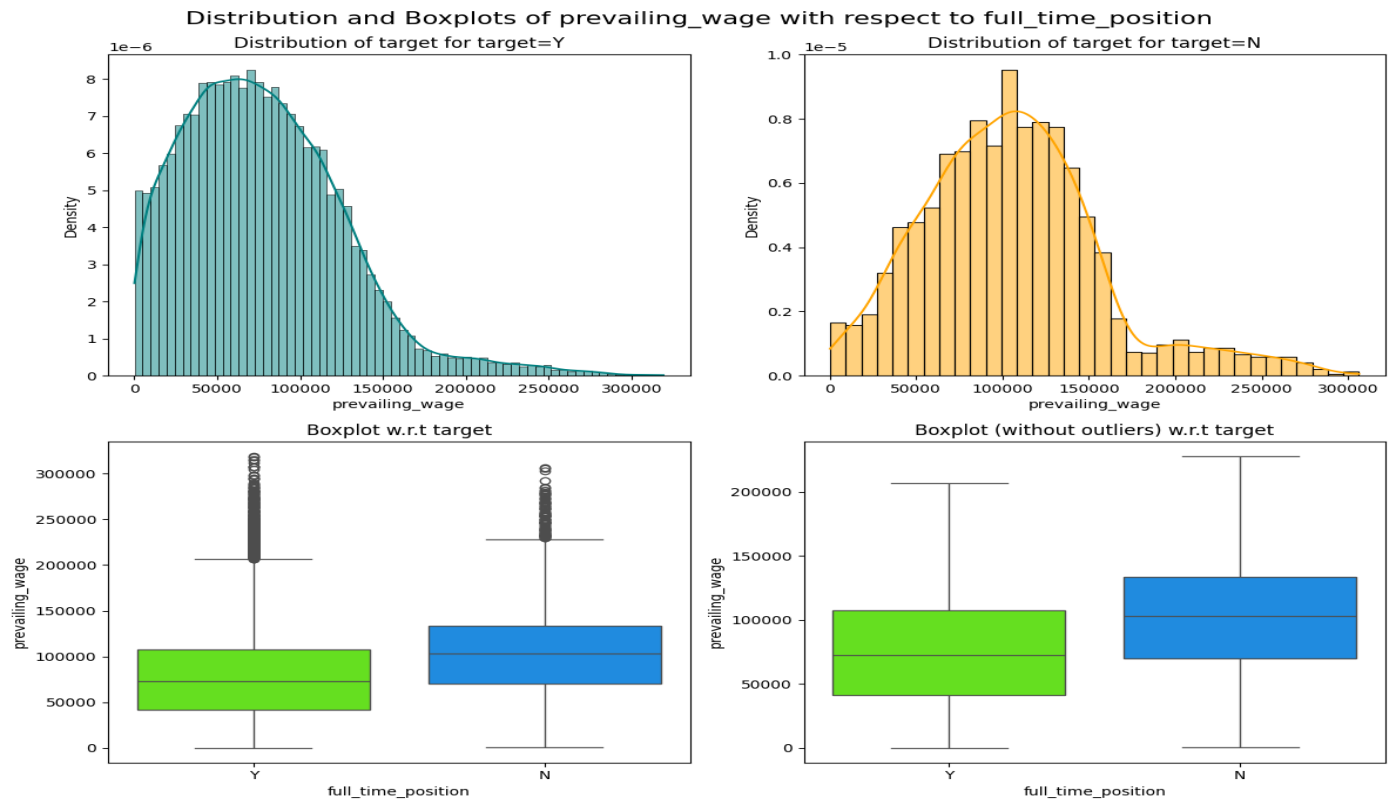 Distribution and Boxplots of prevailing_wage with respect to full_time_position
Distribution of target for target=Y
1e−6
8
7
6
5
4
3
2
1
0
Density
0 50000 100000 150000 200000 250000 300000
prevailing_wage
Distribution of target for target=N
1e−5
1.0
0.8
0.6
0.4
0.2
0.0
Density
0 50000 100000 150000 200000 250000 300000
prevailing_wage
Boxplot w.r.t target
300000
250000
200000
150000
100000
50000
0
prevailing_wage
Y N
full_time_position
Boxplot (without outliers) w.r.t target
200000
150000
100000
50000
0
prevailing_wage
Y N
full_time_position